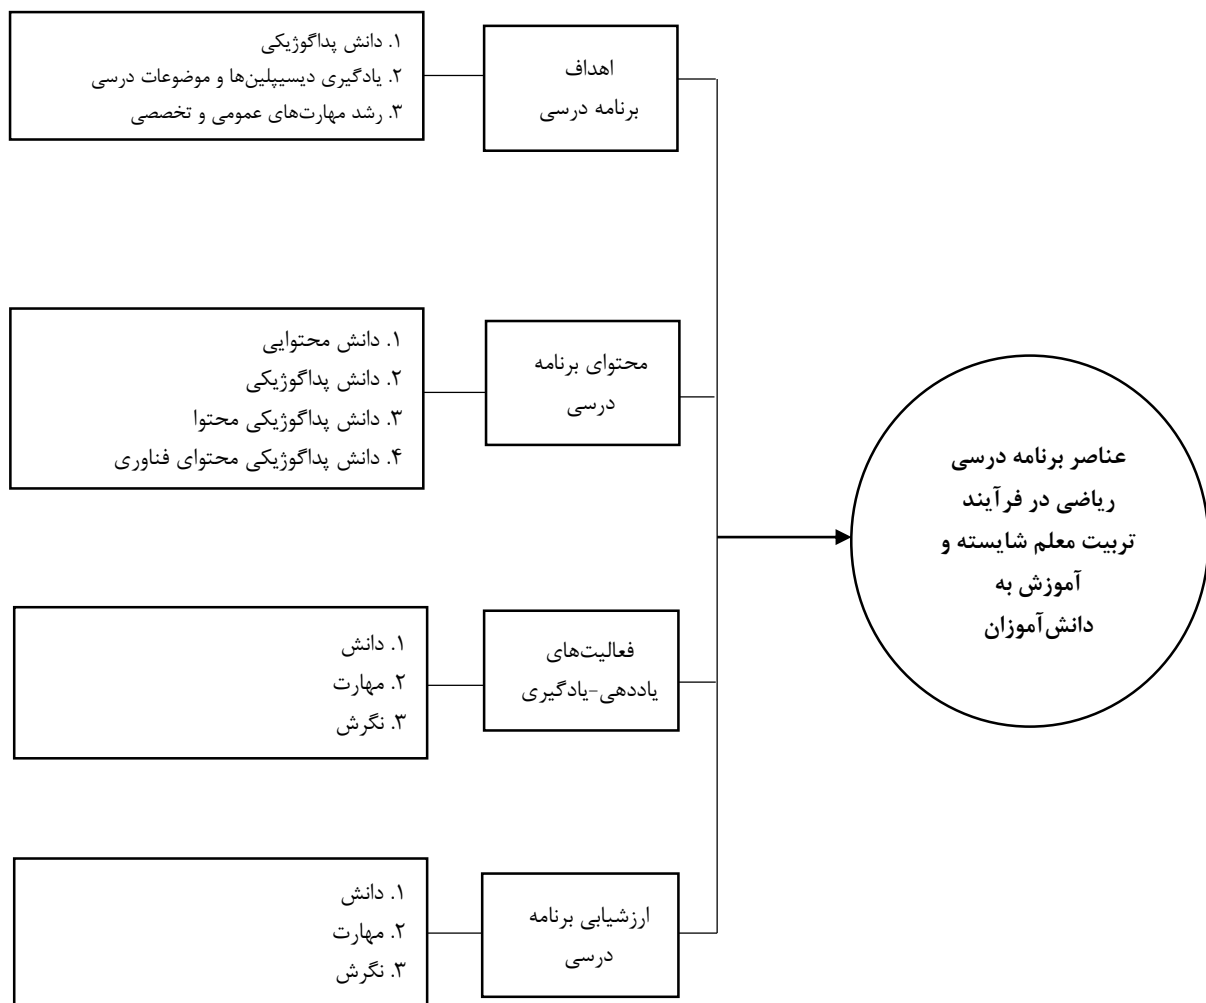 عناصر برنامه درسی
ریاضی در فرآیند
تربیت معلم شایسته و
آموزش به
دانش‌آموزان
اهداف
برنامه درسی
۱. دانش پداگوژیکی
۲. یادگیری دیسیپلین‌ها و موضوعات درسی
۳. رشد مهارت‌های عمومی و تخصصی
محتوای برنامه
درسی
۱. دانش محتوایی
۲. دانش پداگوژیکی
۳. دانش پداگوژیکی محتوا
۴. دانش پداگوژیکی محتوای فناوری
فعالیت‌های
یاددهی-یادگیری
۱. دانش
۲. مهارت
۳. نگرش
ارزشیابی برنامه
درسی
۱. دانش
۲. مهارت
۳. نگرش